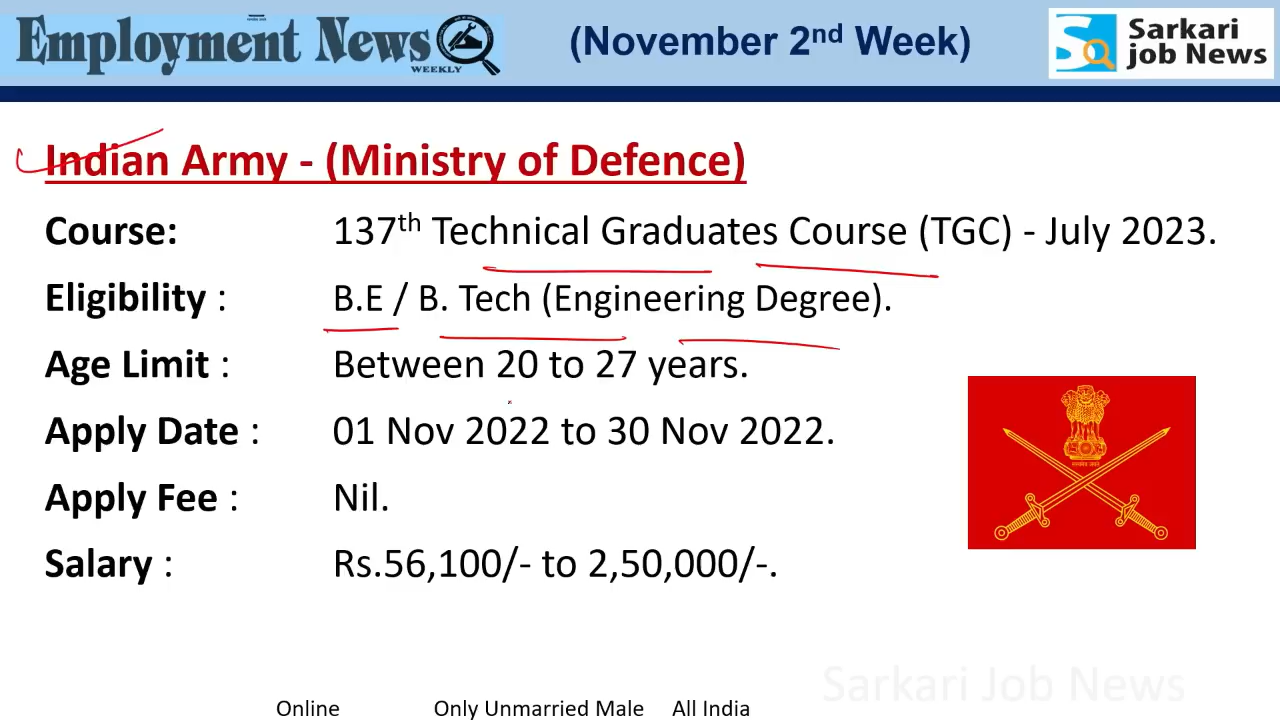 Employment News
WEEKLY
(November 2nd Week)
Sarkari
job News
Indian Army - (Ministry of Defence)
Course: 137th Technical Graduates Course (TGC) - July 2023.
Eligibility : B.E / B. Tech (Engineering Degree).
Age Limit : Between 20 to 27 years.
Apply Date : 01 Nov 2022 to 30 Nov 2022.
Apply Fee : Nil.
Salary : Rs.56,100/- to 2,50,000/-.
Sarkari Job News
Online Only Unmarried Male All India